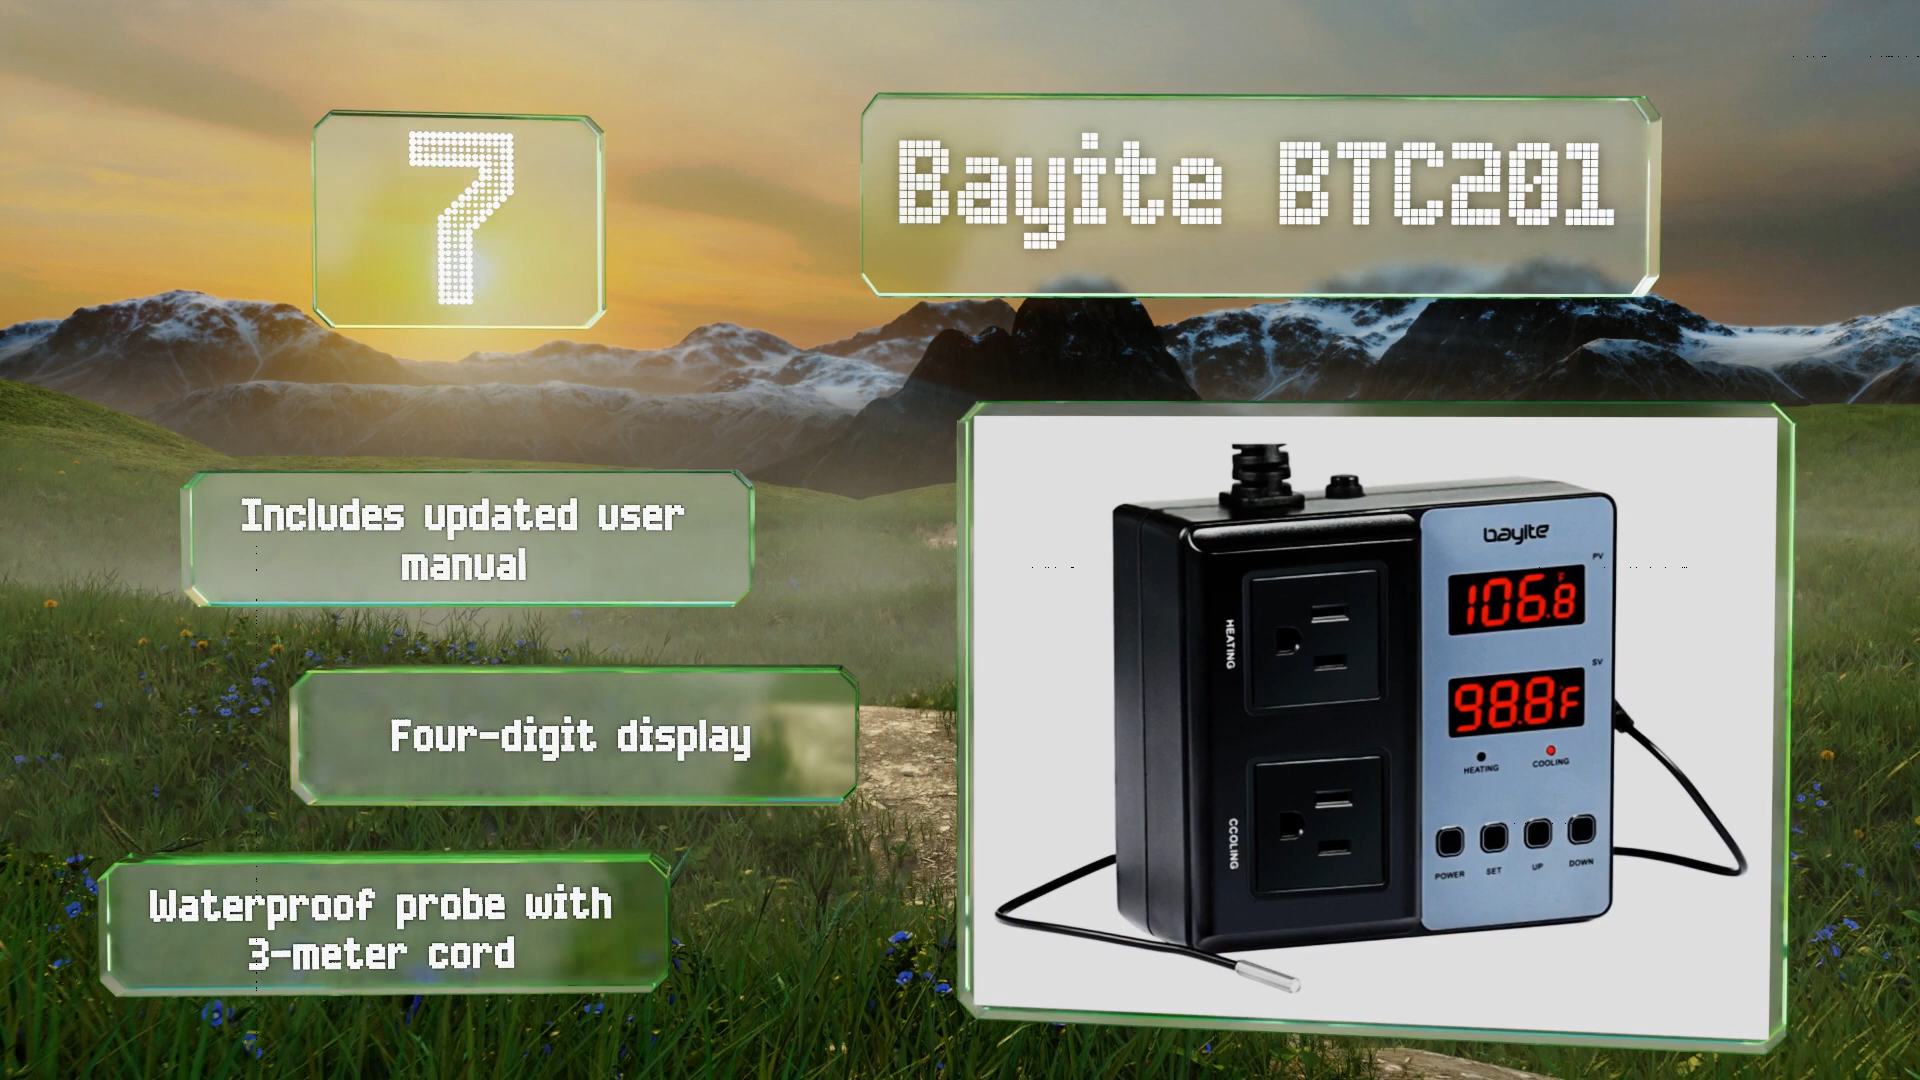 7
Bayite BTC201
Includes updated user
manual
Four-digit display
Waterproof probe with
3-meter cord
bayite
PV
106.8
F
SV
98.8F
HEATING
COOLING
HEATING
COOLING
POWER
SET
UP
DOWN